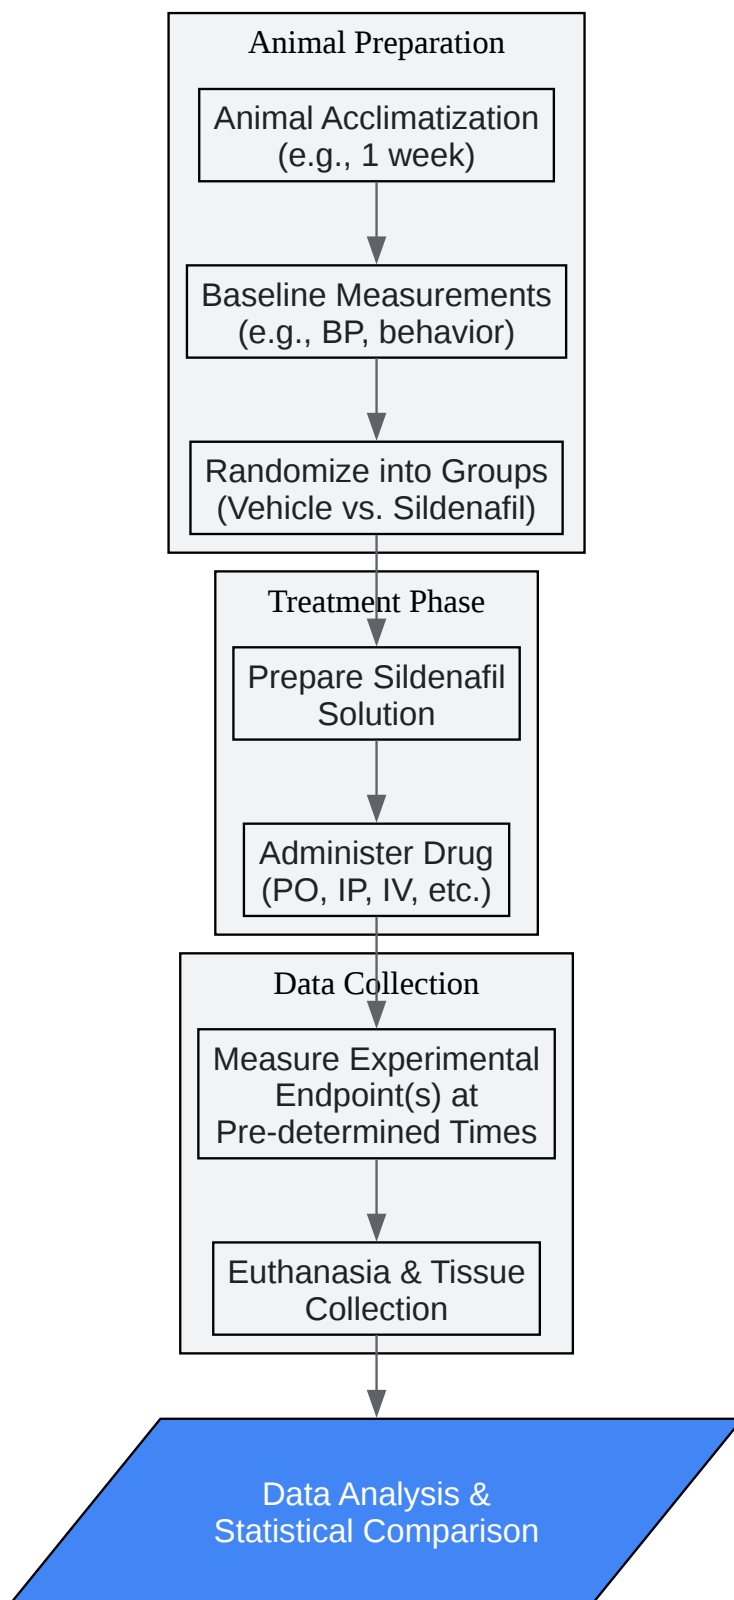 Animal Preparation
Animal Acclimatization
(e.g., 1 week)
Baseline Measurements
(e.g., BP, behavior)
Randomize into Groups
(Vehicle vs. Sildenafil)
Treatment Phase
Prepare Sildenafil
Solution
Administer Drug
(PO, IP, IV, etc.)
Data Collection
Measure Experimental
Endpoint(s) at
Pre-determined Times
Euthanasia & Tissue
Collection
Data Analysis &
Statistical Comparison